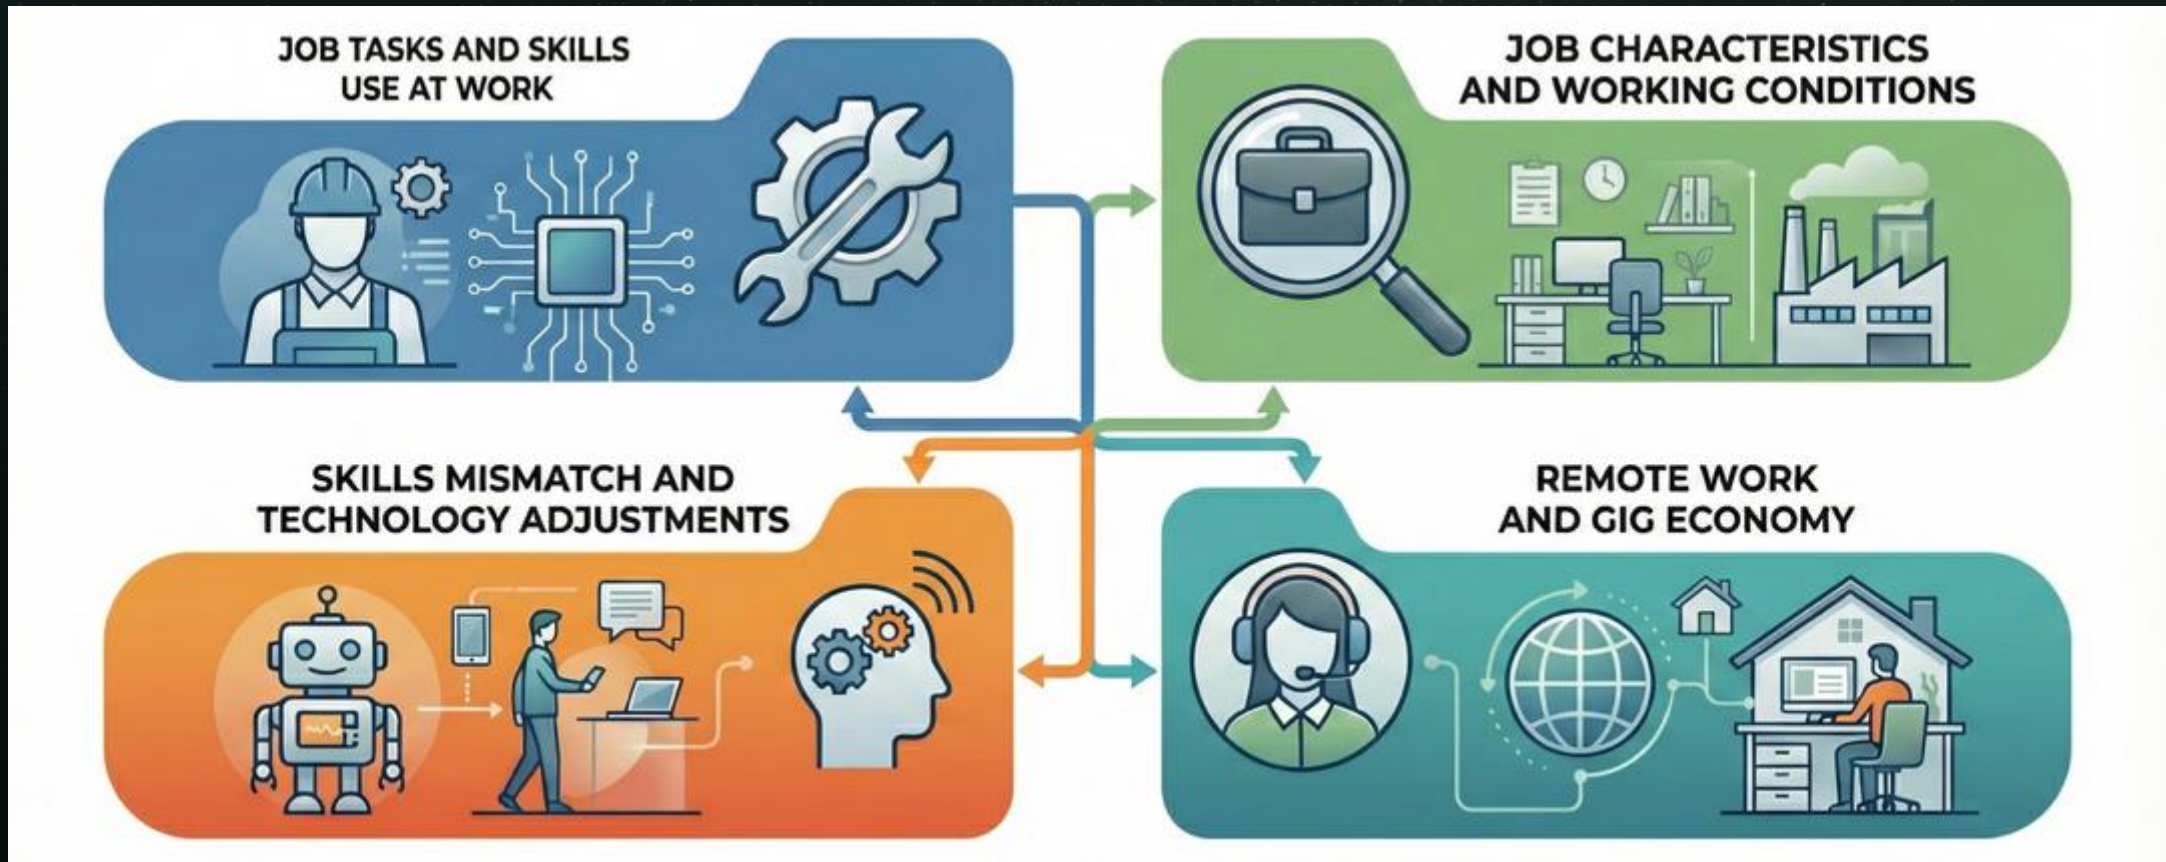 JOB TASKS AND SKILLS
USE AT WORK
JOB CHARACTERISTICS
AND WORKING CONDITIONS
SKILLS MISMATCH AND
TECHNOLOGY ADJUSTMENTS
REMOTE WORK
AND GIG ECONOMY